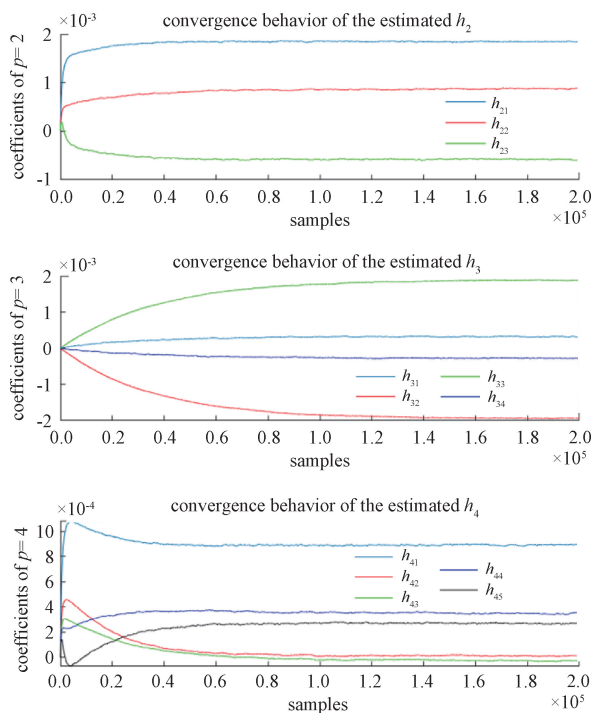 ×10-3 convergence behavior of the estimated h2
coefficients of p= 2
2
1
0
-1
h21
h22
h23
0.0 0.2 0.4 0.6 0.8 1.0 1.2 1.4 1.6 1.8 2.0
samples
×105
×10-3 convergence behavior of the estimated h3
coefficients of p= 3
2
1
0
-1
-2
h31 h33
h32 h34
0.0 0.2 0.4 0.6 0.8 1.0 1.2 1.4 1.6 1.8 2.0
samples
×105
×10-4 convergence behavior of the estimated h4
coefficients of p= 4
10
8
6
4
2
0
h41
h42 h44
h43 h45
0.0 0.2 0.4 0.6 0.8 1.0 1.2 1.4 1.6 1.8 2.0
samples
×105